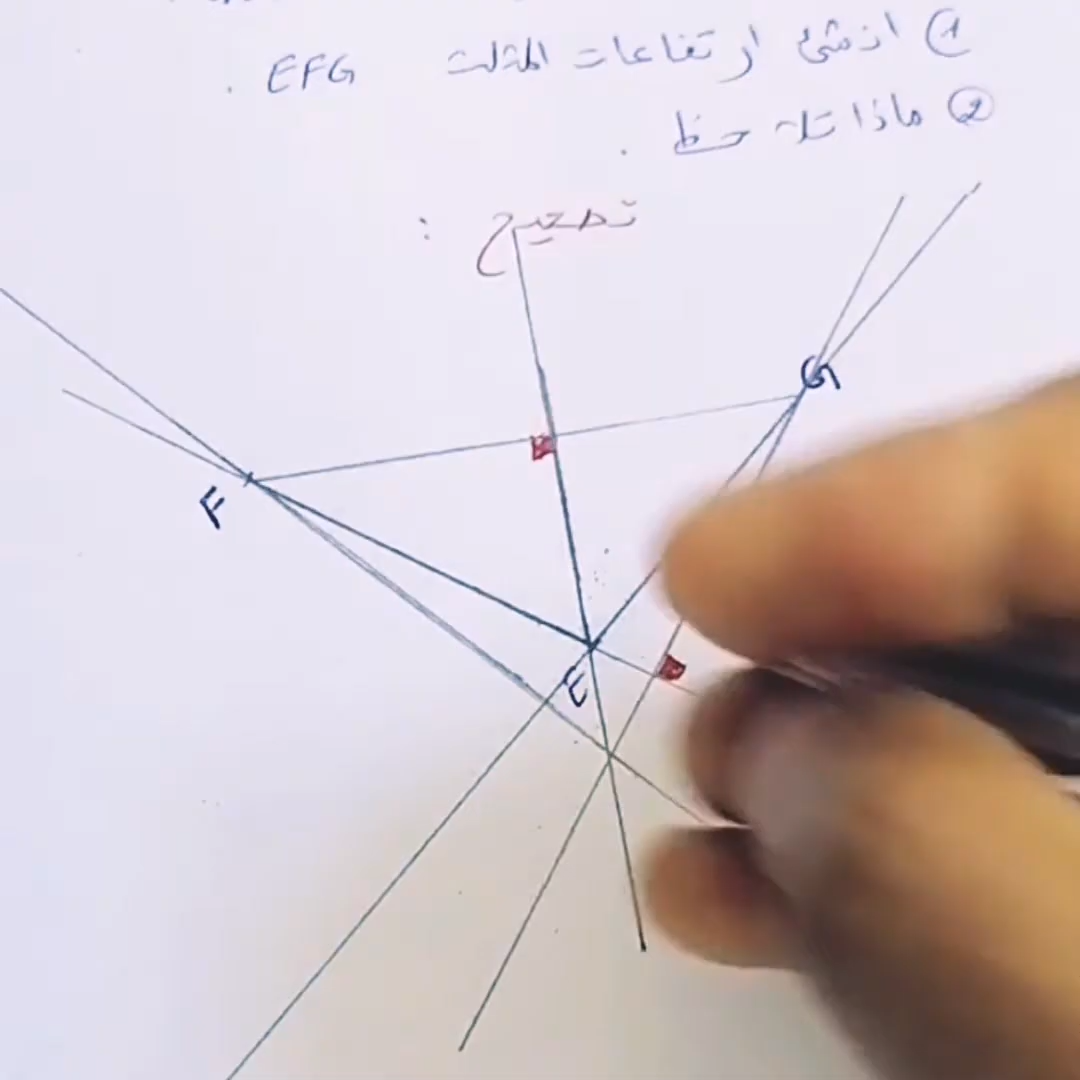 ① انشئ ارتفاعات المثلث EFG .
② ماذا تلاحظ .
تصحيح :
G
F
E